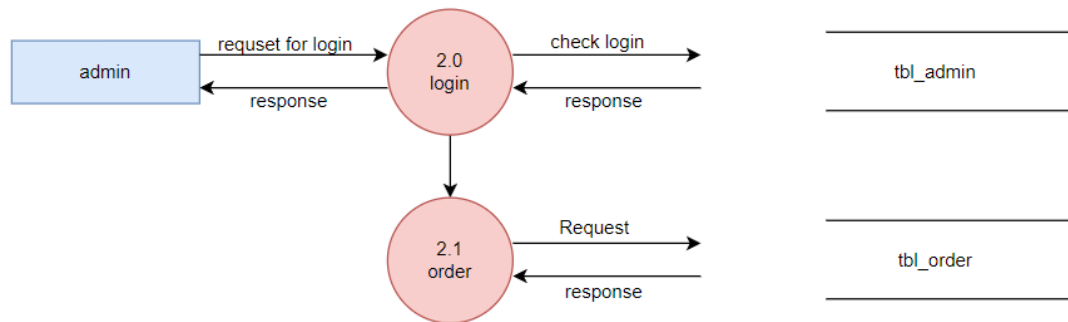 requset for login
check login
admin
2.0
login
tbl_admin
response
response
Request
2.1
order
tbl_order
response